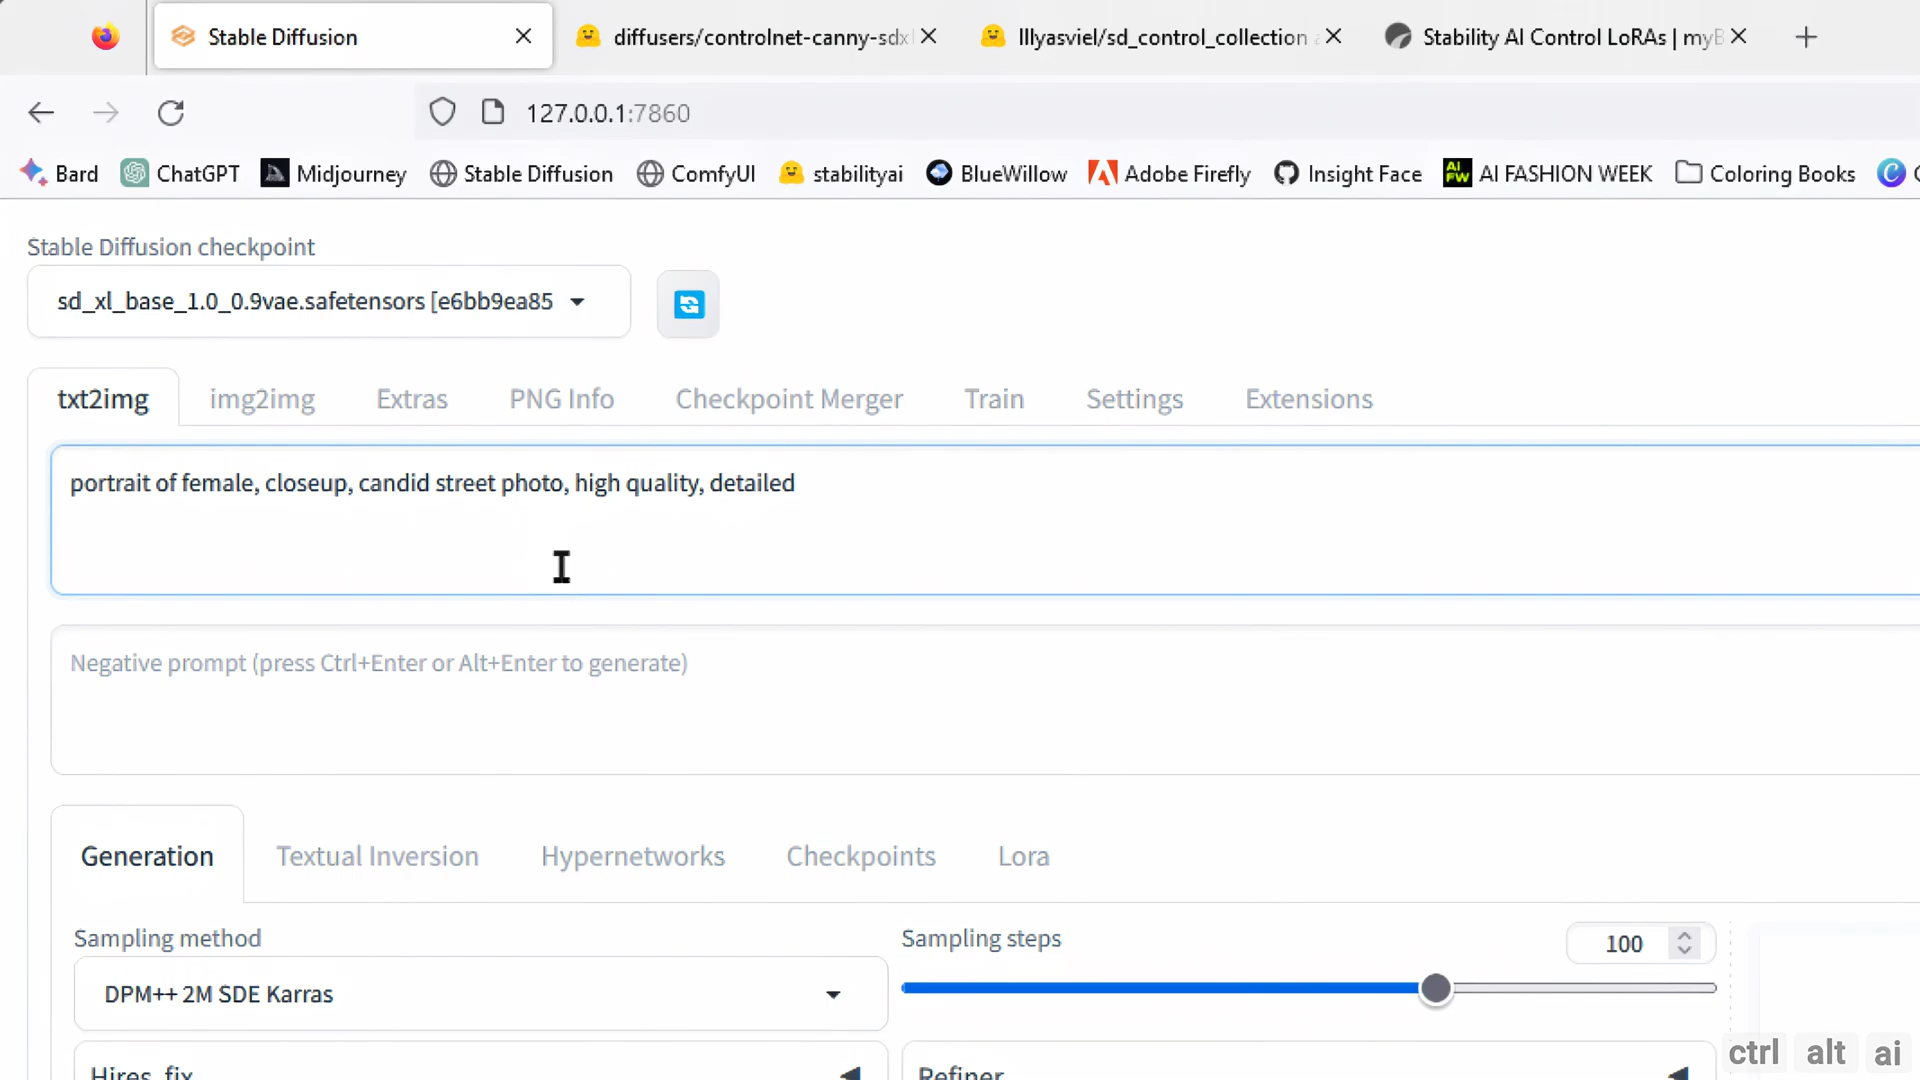 Stable Diffusion
diffusers/controlnet-canny-sdx
lllyasviel/sd_control_collection
Stability AI Control LoRAs | myB
127.0.0.1:7860
Bard ChatGPT Midjourney Stable Diffusion ComfyUI stabilityai BlueWillow Adobe Firefly Insight Face AI FASHION WEEK Coloring Books
Stable Diffusion checkpoint
sd_xl_base_1.0_0.9vae.safetensors [e6bb9ea85
txt2img img2img Extras PNG Info Checkpoint Merger Train Settings Extensions
portrait of female, closeup, candid street photo, high quality, detailed
Negative prompt (press Ctrl+Enter or Alt+Enter to generate)
Generation Textual Inversion Hypernetworks Checkpoints Lora
Sampling method
DPM++ 2M SDE Karras
Sampling steps
100
Hires. fix
Refiner
ctrl alt ai